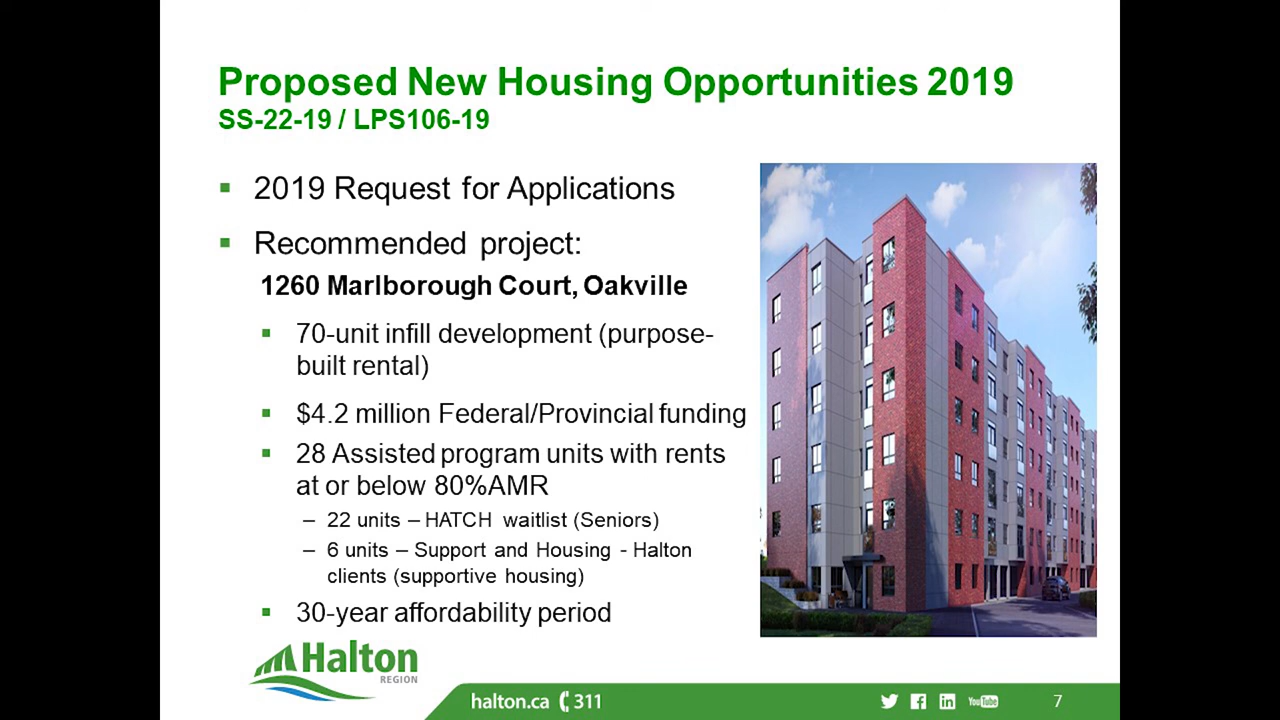 Proposed New Housing Opportunities 2019
SS-22-19 / LPS106-19
▪ 2019 Request for Applications
▪ Recommended project:
1260 Marlborough Court, Oakville
▪ 70-unit infill development (purpose-
built rental)
▪ $4.2 million Federal/Provincial funding
▪ 28 Assisted program units with rents
at or below 80%AMR
– 22 units – HATCH waitlist (Seniors)
– 6 units – Support and Housing - Halton
clients (supportive housing)
▪ 30-year affordability period
Halton
REGION
halton.ca 311
YouTube
7